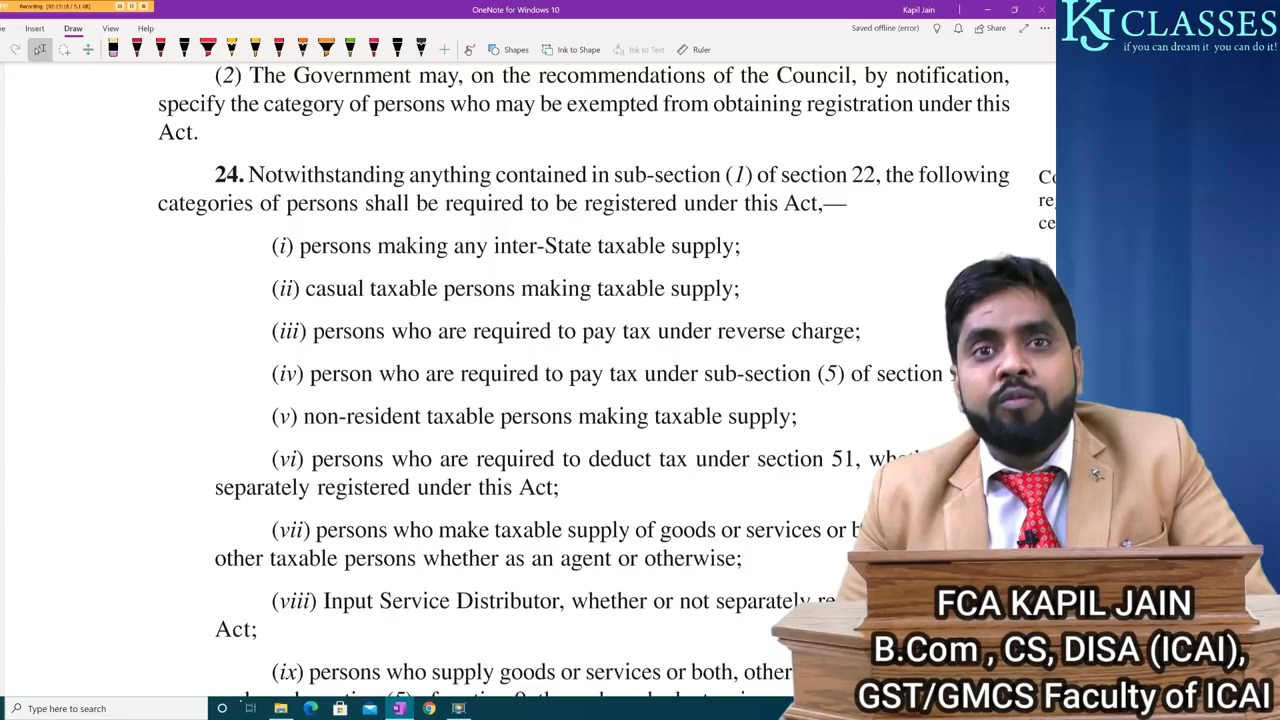 Recording [02:15:18 / 5.1 GB]
OneNote for Windows 10
Kapil Jain
Insert Draw View Help
Saved offline (error) Share
Shapes Ink to Shape Ink to Text Ruler
KJ CLASSES
if you can dream it you can do it!
(2) The Government may, on the recommendations of the Council, by notification,
specify the category of persons who may be exempted from obtaining registration under this
Act.
24. Notwithstanding anything contained in sub-section (1) of section 22, the following
categories of persons shall be required to be registered under this Act,—
(i) persons making any inter-State taxable supply;
(ii) casual taxable persons making taxable supply;
(iii) persons who are required to pay tax under reverse charge;
(iv) person who are required to pay tax under sub-section (5) of section
(v) non-resident taxable persons making taxable supply;
(vi) persons who are required to deduct tax under section 51,
separately registered under this Act;
(vii) persons who make taxable supply of goods or services or
other taxable persons whether as an agent or otherwise;
(viii) Input Service Distributor, whether or not separately
Act;
(ix) persons who supply goods or services or both, other
FCA KAPIL JAIN
B.Com , CS, DISA (ICAI),
GST/GMCS Faculty of ICAI
Type here to search